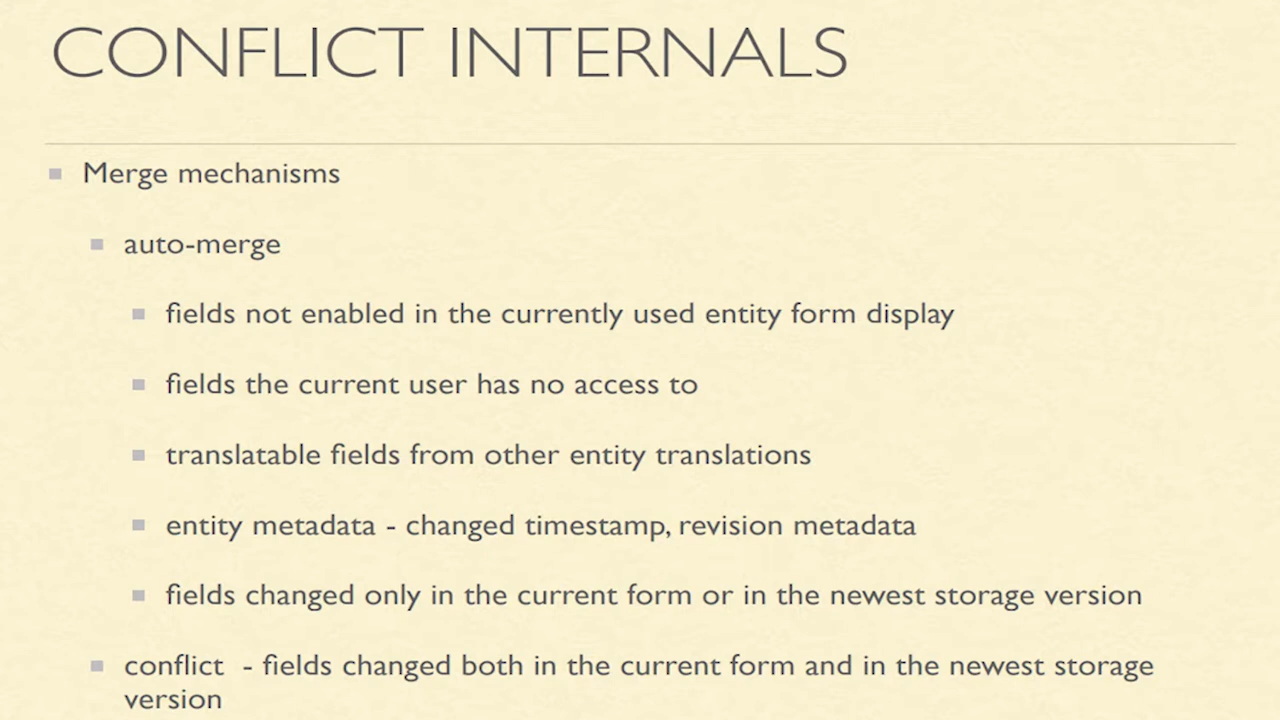 CONFLICT INTERNALS
Merge mechanisms
auto-merge
fields not enabled in the currently used entity form display
fields the current user has no access to
translatable fields from other entity translations
entity metadata - changed timestamp, revision metadata
fields changed only in the current form or in the newest storage version
conflict - fields changed both in the current form and in the newest storage
version